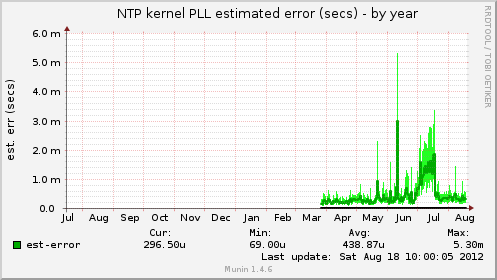 NTP kernel PLL estimated error (secs) - by year
RRDTOOL / TOBI OETIKER
est. err (secs)
6.0 m
5.0 m
4.0 m
3.0 m
2.0 m
1.0 m
0.0
Jul Aug Sep Oct Nov Dec Jan Feb Mar Apr May Jun Jul Aug
Cur: Min: Avg: Max:
est-error 296.50u 69.00u 438.87u 5.30m
Last update: Sat Aug 18 10:00:05 2012
Munin 1.4.6